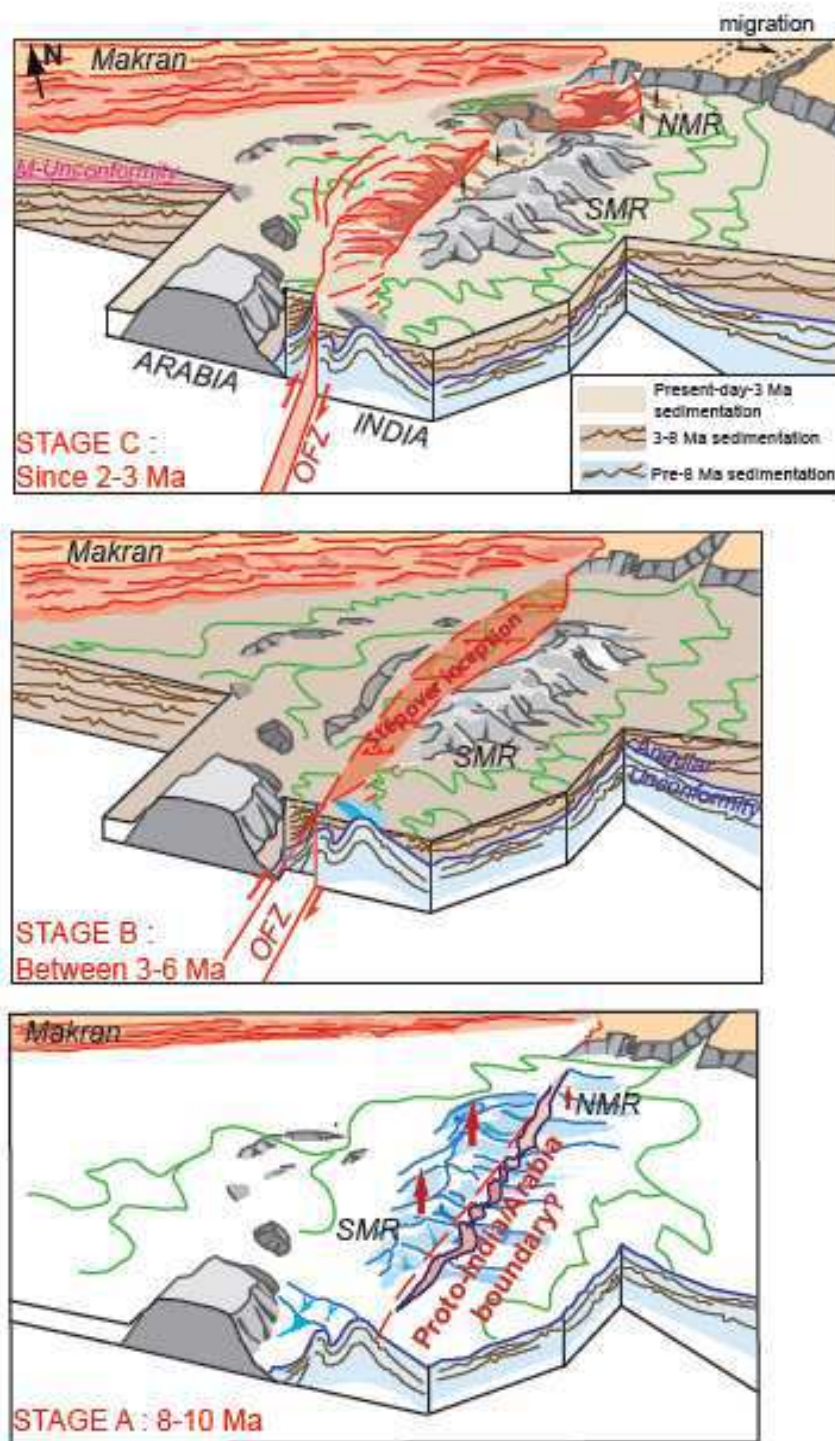 migration
N
Makran
NMR
M-Unconformity
SMR
ARABIA
INDIA
OFZ
Present-day-3 Ma
sedimentation
3-8 Ma sedimentation
Pre-8 Ma sedimentation
STAGE C :
Since 2-3 Ma
Makran
Stepover inception
SMR
Angular
Unconformity
OFZ
STAGE B :
Between 3-6 Ma
Makran
NMR
SMR
Proto-India/Arabia
boundary?
STAGE A : 8-10 Ma